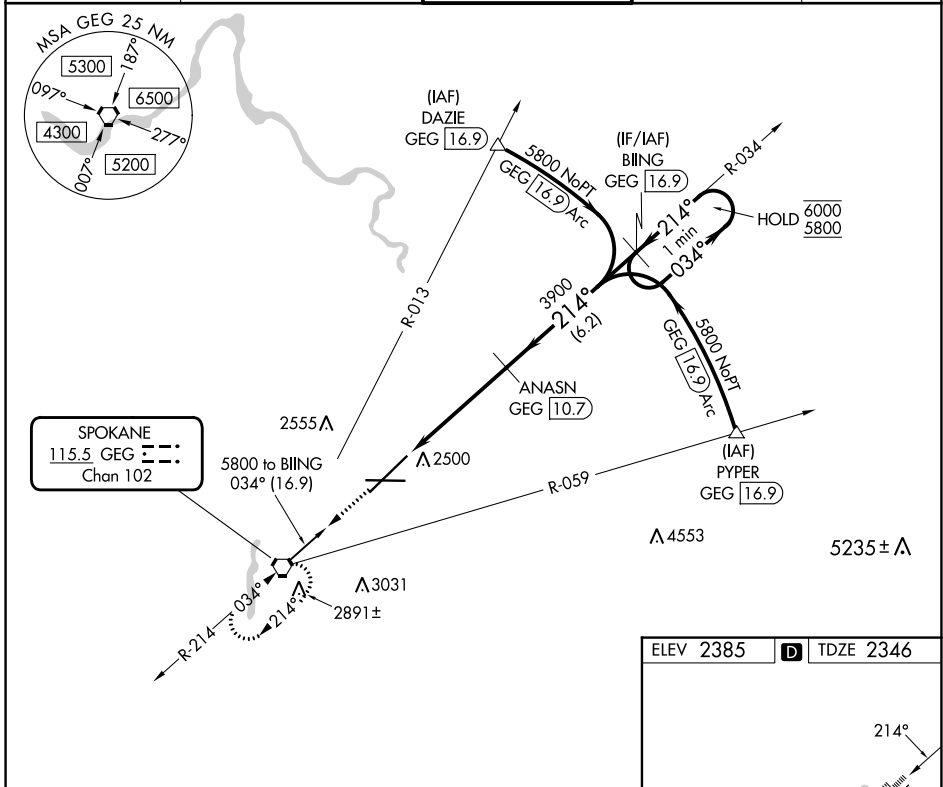 MSA GEG 25 NM
5300
187°
097°
6500
4300
277°
5200
007°
(IAF)
DAZIE
GEG 16.9
5800 NoPT
GEG 16.9 Arc
(IF/IAF)
BIING
GEG 16.9
R-034
HOLD 6000
5800
214°
1 min
034°
R-013
3900
214°
(6.2)
5800 NoPT
GEG 16.9 Arc
ANASN
GEG 10.7
2555
2500
SPOKANE
115.5 GEG
Chan 102
5800 to BIING
034° (16.9)
R-059
(IAF)
PYPER
GEG 16.9
4553
5235±
3031
2891±
034°
214°
R-214
ELEV 2385 D TDZE 2346
214°